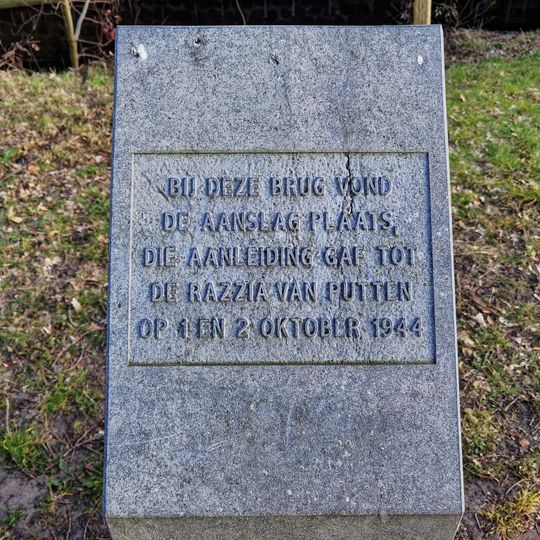 BIJ DEZE BRUG VOND
DE AANSLAG PLAATS,
DIE AANLEIDING GAF TOT
DE RAZZIA VAN PUTTEN
OP 1 EN 2 OKTOBER 1944